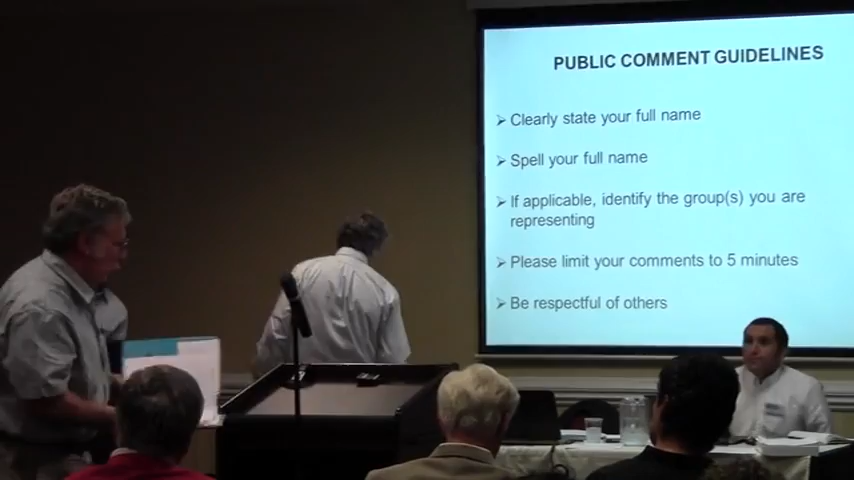 PUBLIC COMMENT GUIDELINES
➢ Clearly state your full name
➢ Spell your full name
➢ If applicable, identify the group(s) you are
representing
➢ Please limit your comments to 5 minutes
➢ Be respectful of others